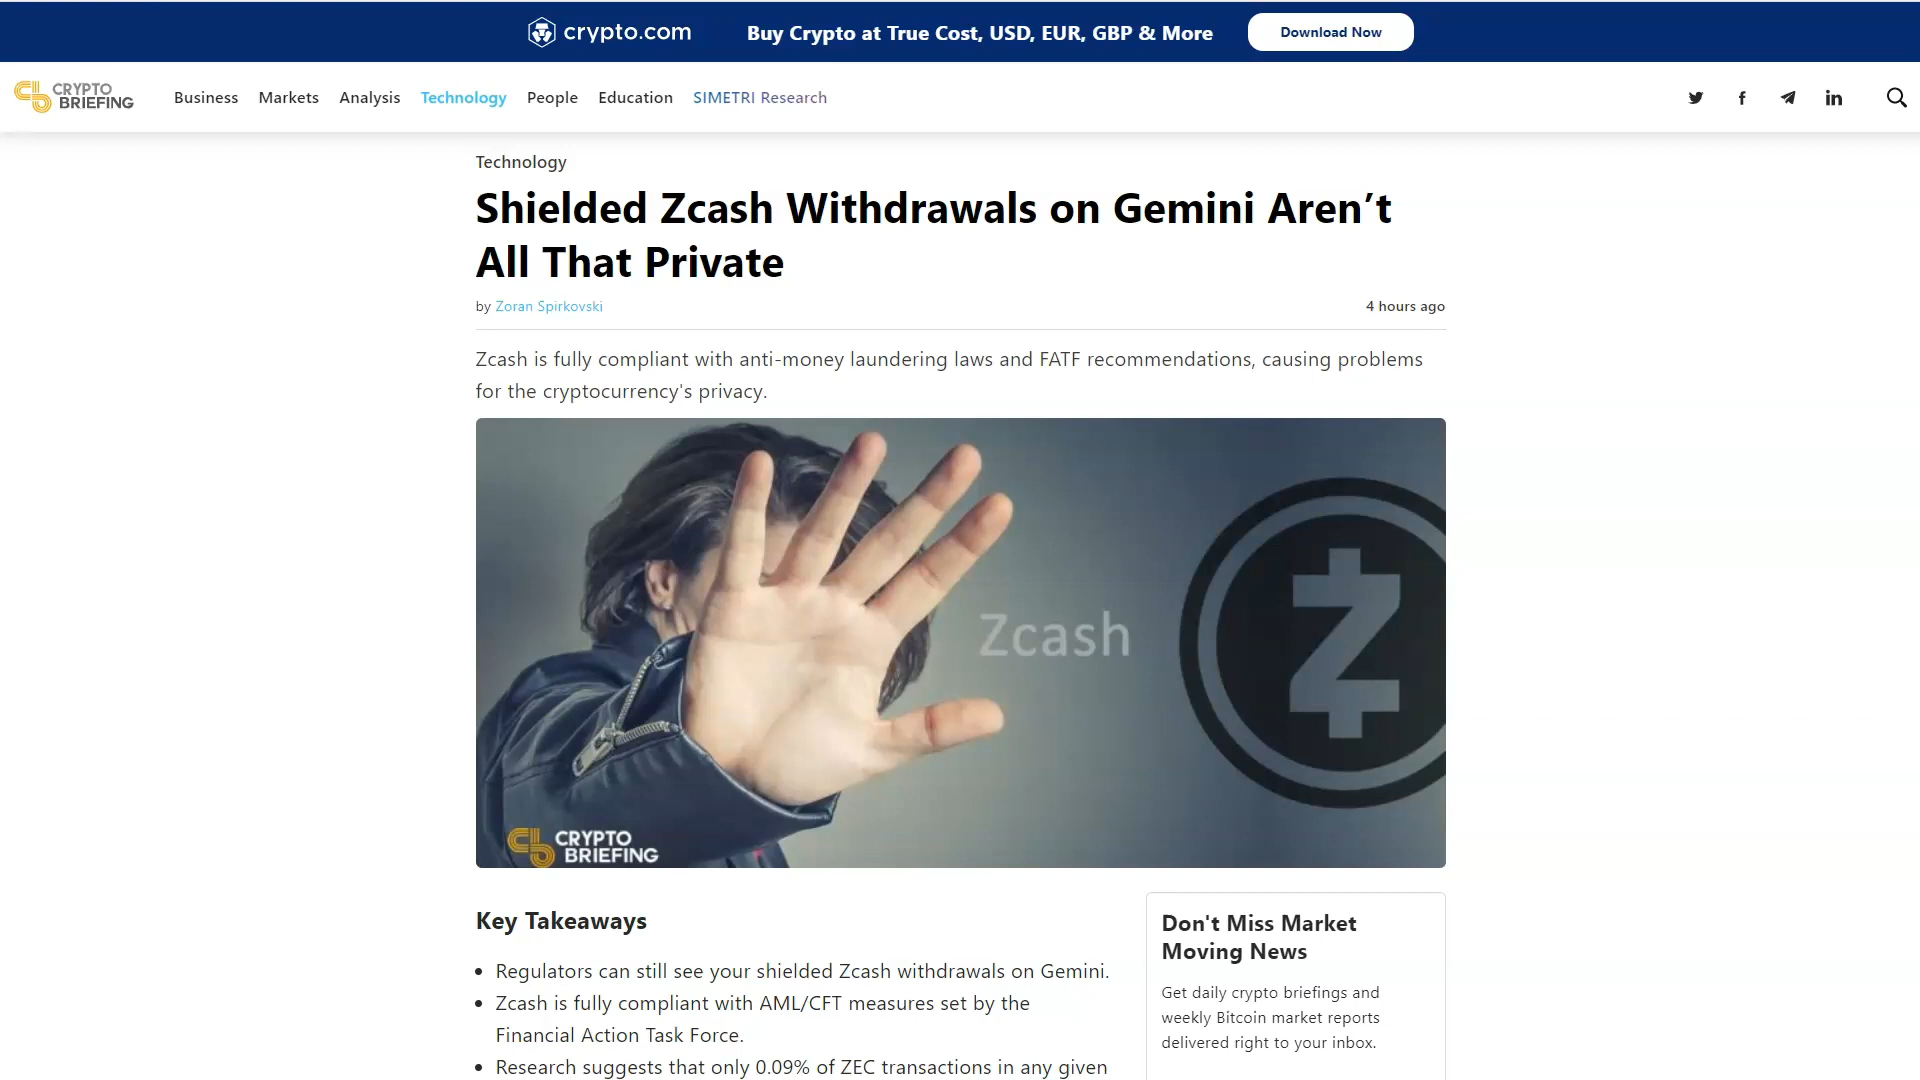 crypto.com
Buy Crypto at True Cost, USD, EUR, GBP & More
Download Now
CRYPTO
BRIEFING
Business
Markets
Analysis
Technology
People
Education
SIMETRI Research
Technology
Shielded Zcash Withdrawals on Gemini Aren’t
All That Private
by Zoran Spirkovski
4 hours ago
Zcash is fully compliant with anti-money laundering laws and FATF recommendations, causing problems
for the cryptocurrency's privacy.
Zcash
CRYPTO
BRIEFING
Key Takeaways
• Regulators can still see your shielded Zcash withdrawals on Gemini.
• Zcash is fully compliant with AML/CFT measures set by the
Financial Action Task Force.
• Research suggests that only 0.09% of ZEC transactions in any given
Don't Miss Market
Moving News
Get daily crypto briefings and
weekly Bitcoin market reports
delivered right to your inbox.